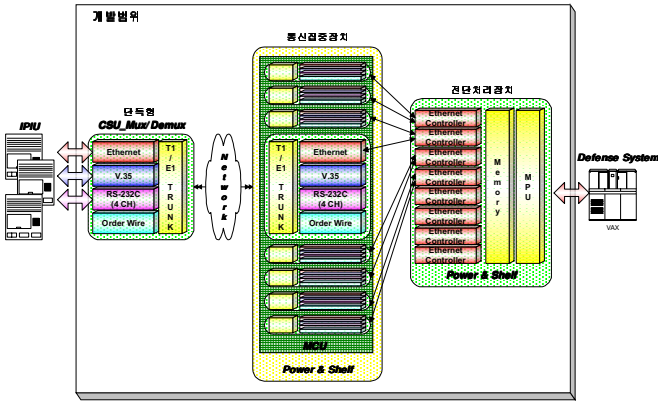 개발범위
통신집중장치
단독형
CSU_Mux/Demux
전단처리장치
IPIU
Ethernet
V.35
RS-232C
(4 CH)
Order Wire
T1
/
E1
T
R
U
N
K
Network
T1
/
E1
T
R
U
N
K
Ethernet
V.35
RS-232C
(4 CH)
Order Wire
MCU
Power & Shelf
Ethernet
Controller
Ethernet
Controller
Ethernet
Controller
Ethernet
Controller
Ethernet
Controller
Ethernet
Controller
Ethernet
Controller
Ethernet
Controller
Memory
MPU
Power & Shelf
Defense System
VAX